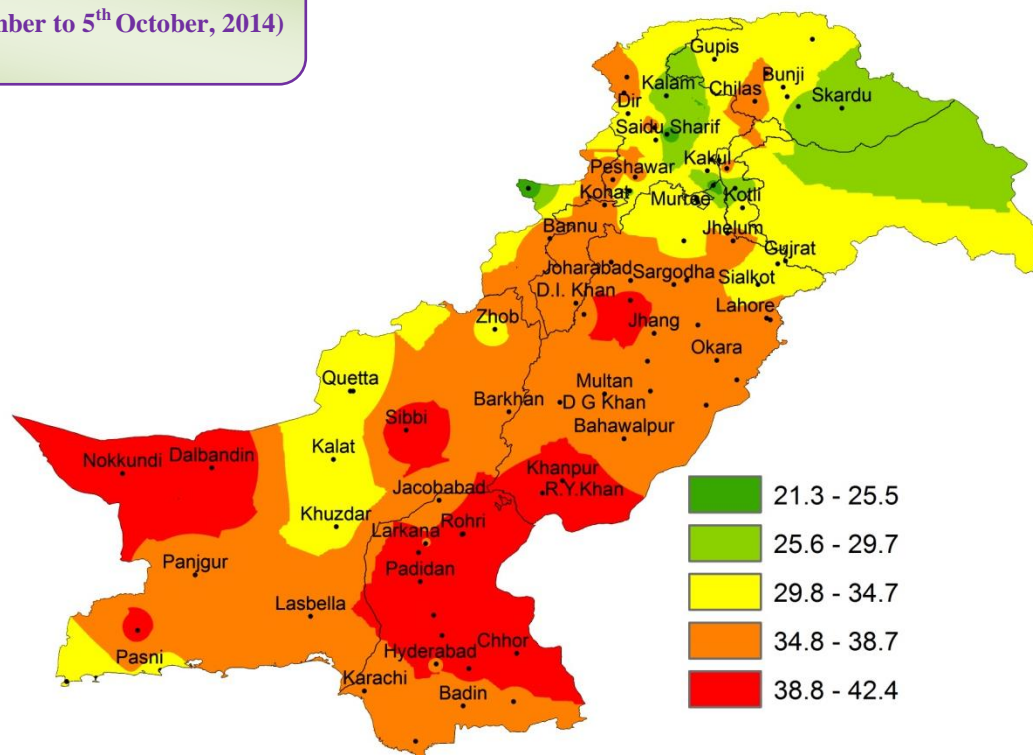 mber to 5th October, 2014)
Gupis
Kalam
Bunji
Chilas
Skardu
Dir
Saidu Sharif
Kakul
Peshawar
Kohat
Murree
Kotli
Bannu
Jhelum
Gujrat
Joharabad
Sargodha
Sialkot
D.I. Khan
Lahore
Zhob
Jhang
Okara
Quetta
Multan
Barkhan
D G Khan
Sibbi
Bahawalpur
Kalat
Nokkundi
Dalbandin
Khanpur
R.Y.Khan
Jacobabad
Khuzdar
Rohri
Larkana
Panjgur
Padidan
Lasbella
Chhor
Hyderabad
Pasni
Karachi
Badin
21.3 - 25.5
25.6 - 29.7
29.8 - 34.7
34.8 - 38.7
38.8 - 42.4